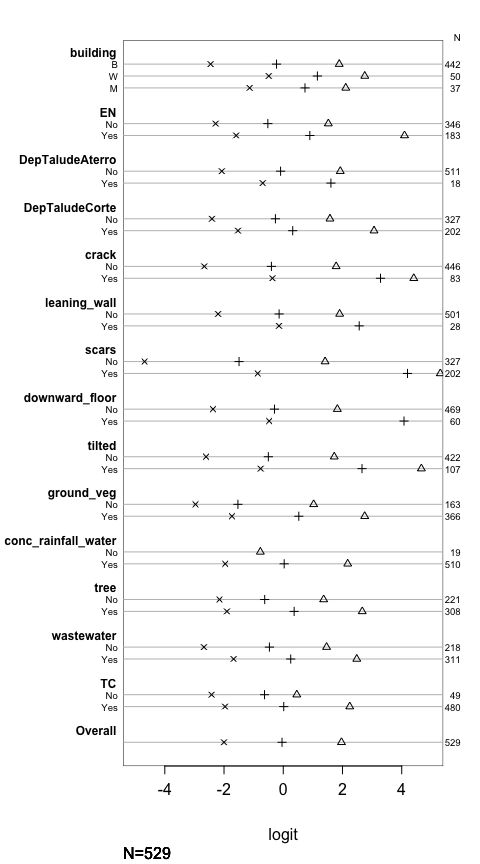 N
building
B 442
W 50
M 37
EN
No 346
Yes 183
DepTaludeAterro
No 511
Yes 18
DepTaludeCorte
No 327
Yes 202
crack
No 446
Yes 83
leaning_wall
No 501
Yes 28
scars
No 327
Yes 202
downward_floor
No 469
Yes 60
tilted
No 422
Yes 107
ground_veg
No 163
Yes 366
conc_rainfall_water
No 19
Yes 510
tree
No 221
Yes 308
wastewater
No 218
Yes 311
TC
No 49
Yes 480
Overall
529
-4 -2 0 2 4
logit
N=529